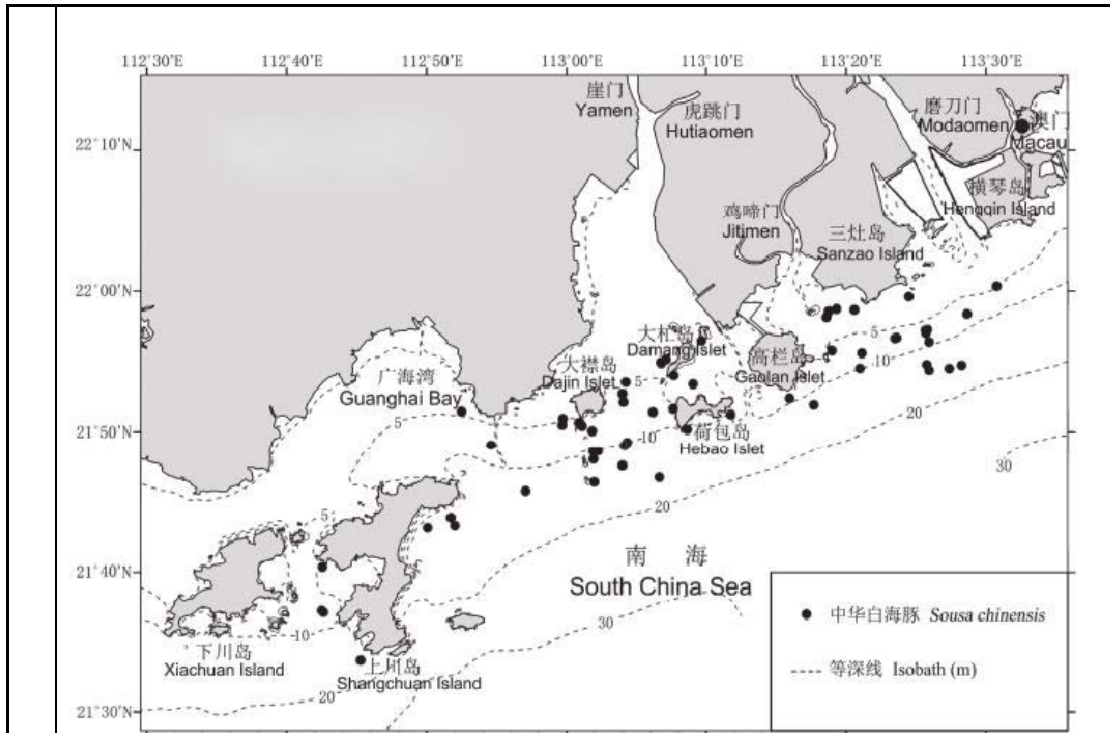 112°30′E 112°40′E 112°50′E 113°00′E 113°10′E 113°20′E 113°30′E
22°10′N
22°00′N
21°50′N
21°40′N
21°30′N
崖门
Yamen
虎跳门
Hutiaomen
磨刀门
Modaomen
澳门
Macau
横琴岛
Hengqin Island
鸡啼门
Jitimen
三灶岛
Sanzao Island
大杧岛
Damang Islet
高栏岛
Gaolan Islet
大襟岛
Dajin Islet
广海湾
Guanghai Bay
荷包岛
Hebao Islet
5
10
20
30
5
5
10
5
10
20
30
20
南 海
South China Sea
下川岛
Xiachuan Island
上川岛
Shangchuan Island
中华白海豚 Sousa chinensis
等深线 Isobath (m)